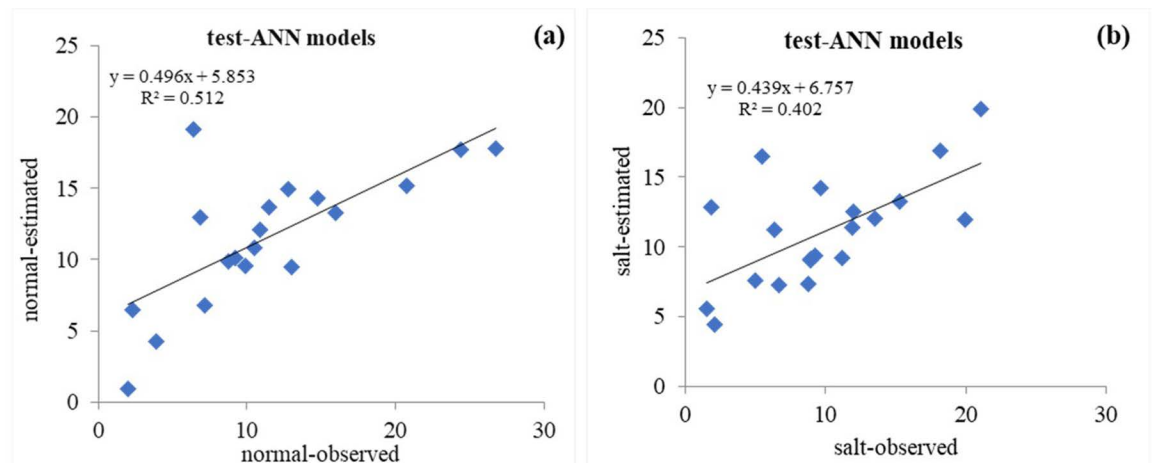 test-ANN models
(a)
y = 0.496x + 5.853
R² = 0.512
25
20
15
10
5
0
0
10
20
30
normal-estimated
normal-observed
test-ANN models
(b)
y = 0.439x + 6.757
R² = 0.402
25
20
15
10
5
0
0
10
20
30
salt-estimated
salt-observed